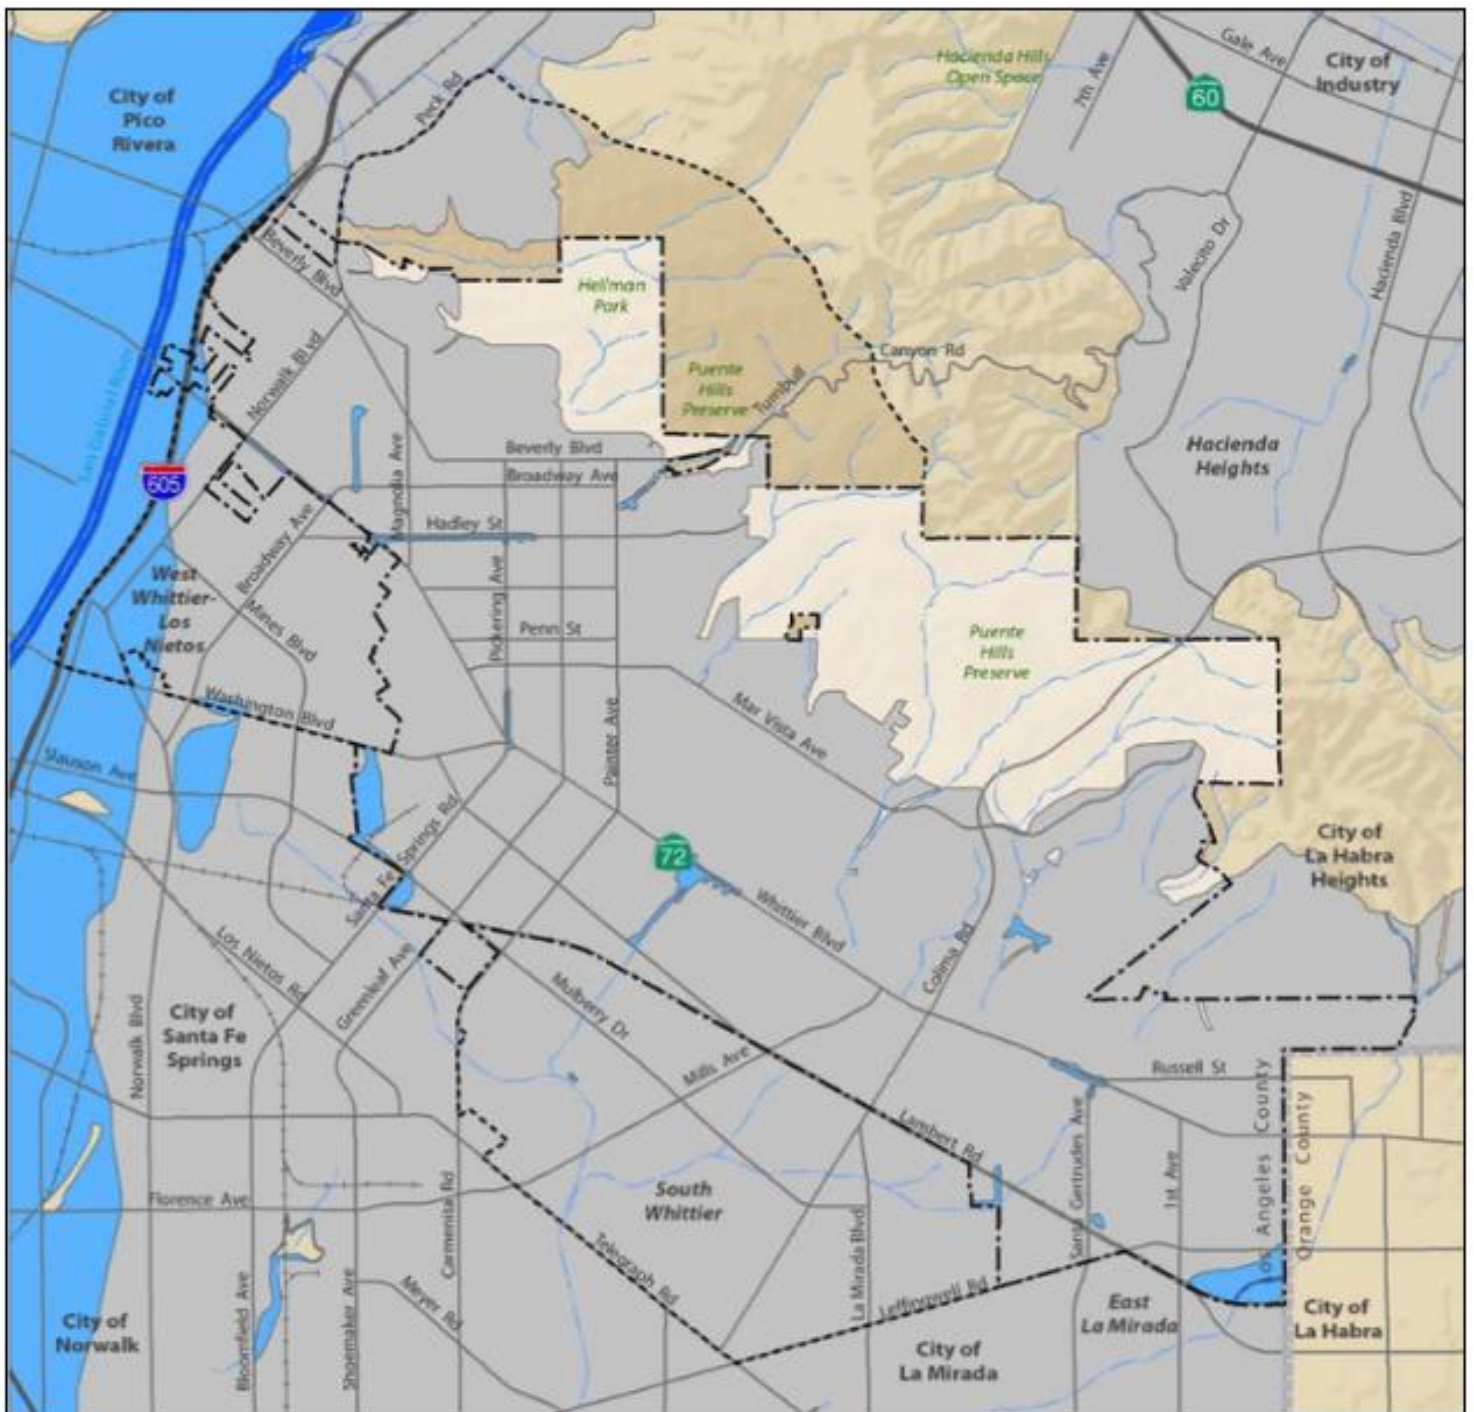 Hacienda Hills
Open Space
7th Ave
Gale Ave
City of
Industry
60
City of
Pico
Rivera
Peck Rd
Hacienda Blvd
Valecito Dr
Beverly Blvd
Hellman
Park
Norwalk Blvd
Canyon Rd
Turnbull
Puente
Hills
Preserve
San Gabriel River
605
Magnolia Ave
Beverly Blvd
Broadway Ave
Hacienda
Heights
Hadley St
Broadway Ave
West
Whittier-
Los
Nietos
Mines Blvd
Pickering Ave
Penn St
Puente
Hills
Preserve
Washington Blvd
Painter Ave
Mar Vista Ave
Slauson Ave
Santa Fe Springs Rd
72
City of
La Habra
Heights
Whittier Blvd
Colima Rd
Los Nietos Rd
Greenleaf Ave
Mulberry Dr
City of
Santa Fe
Springs
Norwalk Blvd
Mills Ave
Russell St
Lambert Rd
Santa Gertrudes Ave
1st Ave
Los Angeles County
Orange County
Florence Ave
Carmenita Rd
South
Whittier
Telegraph Rd
La Mirada Blvd
Leffingwell Rd
Bloomfield Ave
Shoemaker Ave
Meyer Rd
City of
Norwalk
City of
La Mirada
East
La Mirada
City of
La Habra